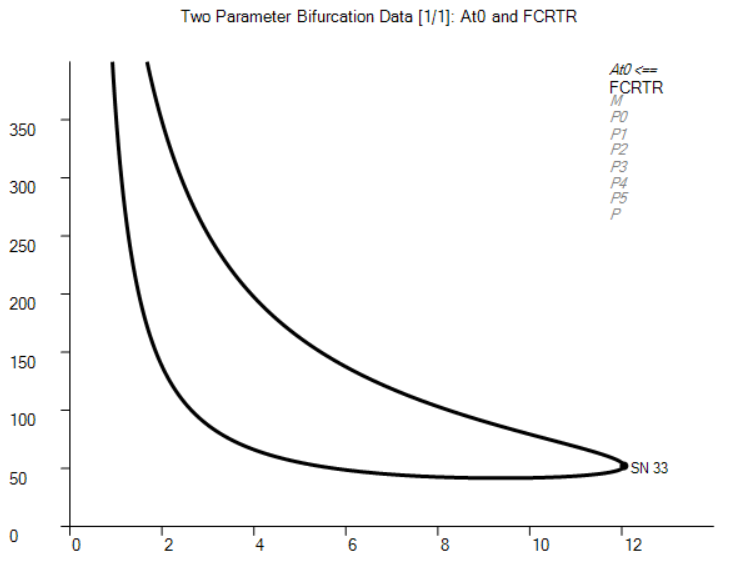 Two Parameter Bifurcation Data [1/1]: At0 and FCRTR
At0 <==
FCRTR
M
P0
P1
P2
P3
P4
P5
P
350
300
250
200
150
100
50
0
SN 33
0 2 4 6 8 10 12